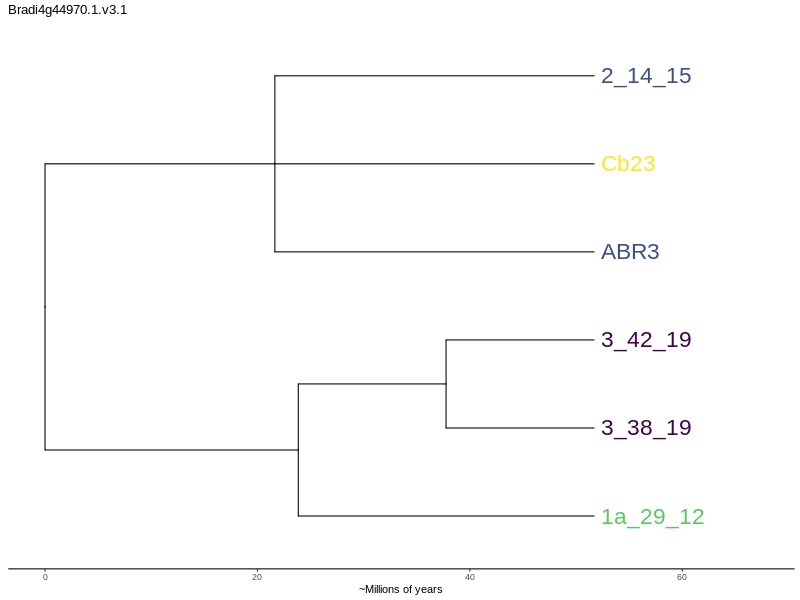 Bradi4g44970.1.v3.1
2_14_15
Cb23
ABR3
3_42_19
3_38_19
1a_29_12
0 20 40 60
~Millions of years